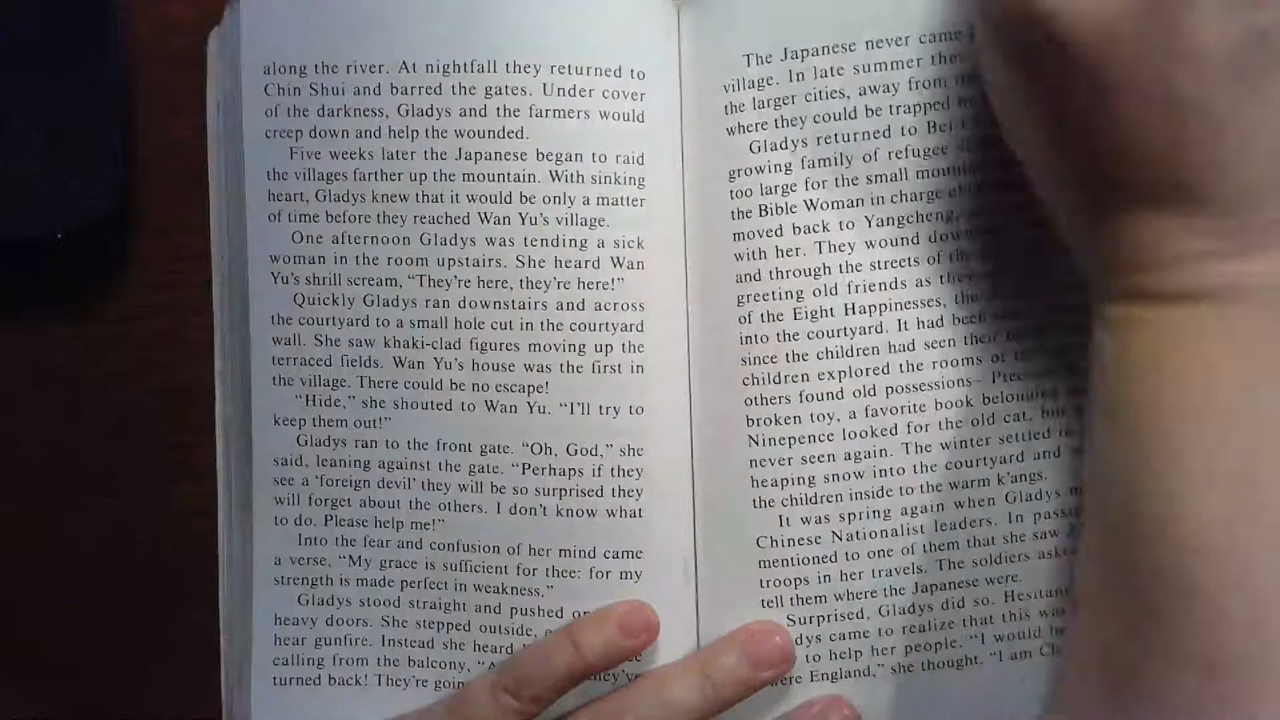 along the river. At nightfall they returned to
Chin Shui and barred the gates. Under cover
of the darkness, Gladys and the farmers would
creep down and help the wounded.
Five weeks later the Japanese began to raid
the villages farther up the mountain. With sinking
heart, Gladys knew that it would be only a matter
of time before they reached Wan Yu's village.
One afternoon Gladys was tending a sick
woman in the room upstairs. She heard Wan
Yu's shrill scream, "They're here, they're here!"
Quickly Gladys ran downstairs and across
the courtyard to a small hole cut in the courtyard
wall. She saw khaki-clad figures moving up the
terraced fields. Wan Yu's house was the first in
the village. There could be no escape!
"Hide," she shouted to Wan Yu. "I'll try to
keep them out!"
Gladys ran to the front gate. "Oh, God," she
said, leaning against the gate. "Perhaps if they
see a 'foreign devil' they will be so surprised they
will forget about the others. I don't know what
to do. Please help me!"
Into the fear and confusion of her mind came
a verse, "My grace is sufficient for thee: for my
strength is made perfect in weakness."
Gladys stood straight and pushed
heavy doors. She stepped outside,
hear gunfire. Instead she heard
calling from the balcony,
turned back! They're
The Japanese never came
village. In late summer
the larger cities, away from
where they could be trapped
Gladys returned to
growing family of refugee
too large for the small
the Bible Woman in charge
moved back to Yangcheng,
with her. They wound down
and through the streets of
greeting old friends as
of the Eight Happinesses,
into the courtyard. It had been
since the children had seen
children explored the rooms of
others found old possessions–
broken toy, a favorite book
Ninepence looked for the old cat,
never seen again. The winter settled
heaping snow into the courtyard and
the children inside to the warm k'angs.
It was spring again when Gladys
Chinese Nationalist leaders. In
mentioned to one of them that she saw
troops in her travels. The soldiers
tell them where the Japanese were.
Surprised, Gladys did so.
came to realize that this was
to help her people. "I would
England," she thought. "I am